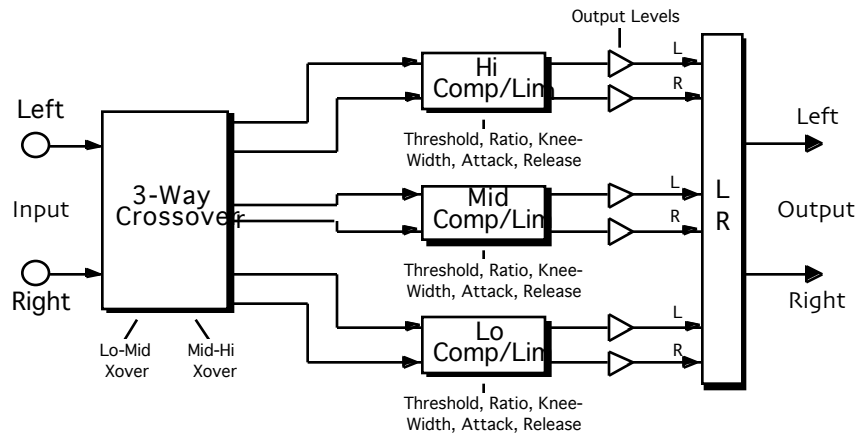 Output Levels
Hi
Comp/Lim
L
R
Threshold, Ratio, Knee-
Width, Attack, Release
Left
Input
Right
3-Way
Crossover
Lo-Mid
Xover
Mid-Hi
Xover
Mid
Comp/Lim
L
R
Threshold, Ratio, Knee-
Width, Attack, Release
Lo
Comp/Lim
L
R
Threshold, Ratio, Knee-
Width, Attack, Release
L
R
Left
Output
Right